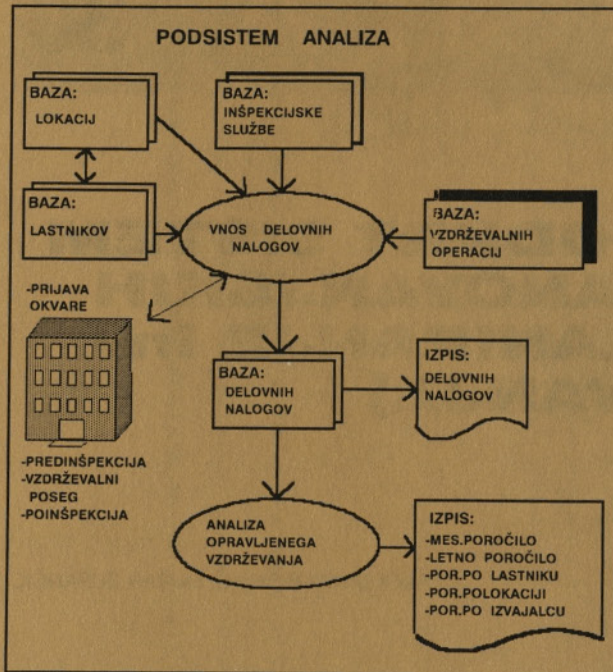 PODSISTEM ANALIZA
BAZA:
LOKACIJ
BAZA:
INŠPEKCIJSKE
SLUŽBE
BAZA:
LASTNIKOV
VNOS DELOVNIH
NALOGOV
BAZA:
VZDRŽEVALNIH
OPERACIJ
-PRIJAVA
OKVARE
BAZA:
DELOVNIH
NALOGOV
IZPIS:
DELOVNIH
NALOGOV
-PREDINŠPEKCIJA
-VZDRŽEVALNI
POSEG
-POINŠPEKCIJA
ANALIZA
OPRAVLJENEGA
VZDRŽEVANJA
IZPIS:
-MES.POROČILO
-LETNO POROČILO
-POR.PO LASTNIKU
-POR.POLOKACIJI
-POR.PO IZVAJALCU